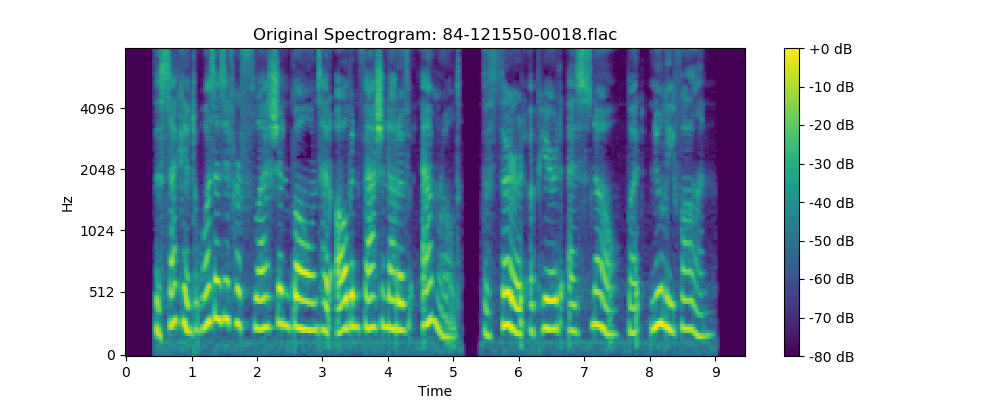 Original Spectrogram: 84-121550-0018.flac
Hz
4096
2048
1024
512
0
0 1 2 3 4 5 6 7 8 9
Time
+0 dB
-10 dB
-20 dB
-30 dB
-40 dB
-50 dB
-60 dB
-70 dB
-80 dB